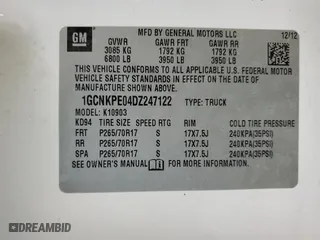 GM
MFD BY GENERAL MOTORS LLC 12/12
GVWR GAWR FRT GAWR RR
3085 KG 1792 KG 1792 KG
6800 LB 3950 LB 3950 LB
THIS VEHICLE CONFORMS TO ALL APPLICABLE U.S. FEDERAL MOTOR
VEHICLE SAFETY STANDARDS IN EFFECT ON THE DATE OF
MANUFACTURE SHOWN ABOVE.
1GCNKPE04DZ247122 TYPE: TRUCK
MODEL: K10903
KD94 TIRE SIZE SPEED RTG RIM COLD TIRE PRESSURE
FRT P265/70R17 S 17X7.5J 240KPA(35PSI)
RR P265/70R17 S 17X7.5J 240KPA(35PSI)
SPA P265/70R17 S 17X7.5J 240KPA(35PSI)
SEE OWNER'S MANUAL FOR ADDITIONAL INFORMATION.
DREAMBID